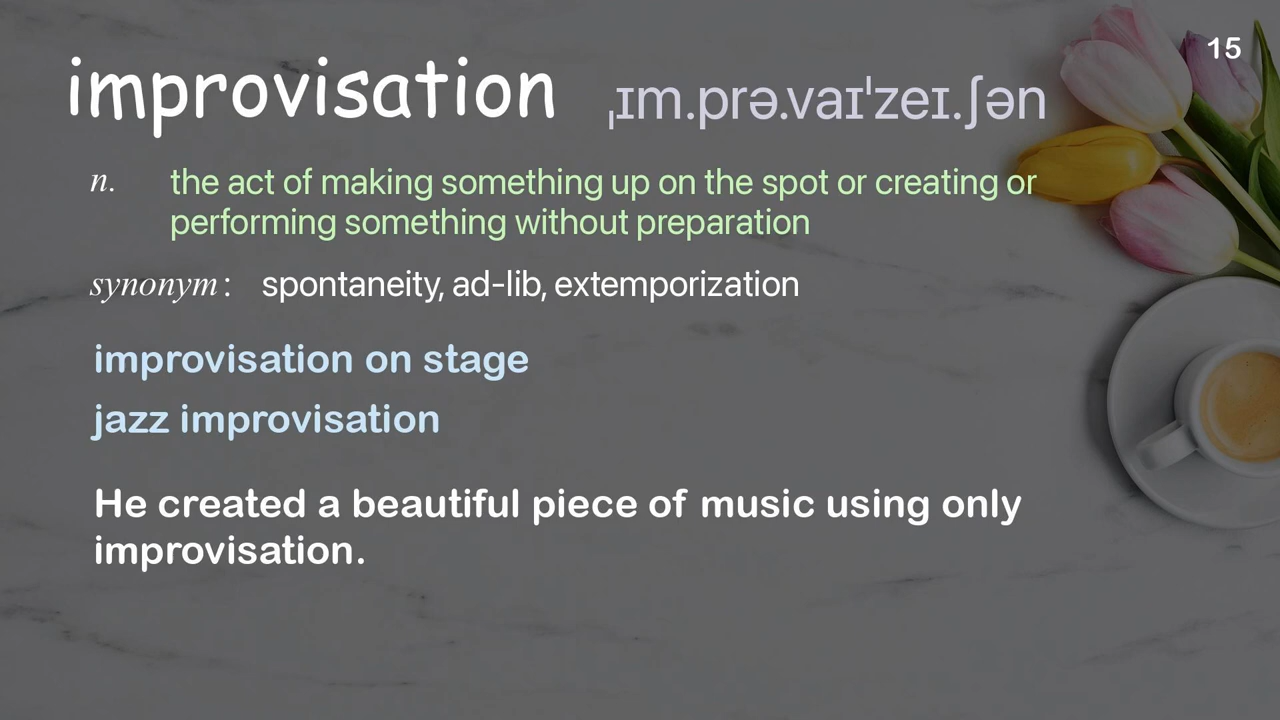 15
improvisation ˌɪm.prə.vaɪˈzeɪ.ʃən
n. the act of making something up on the spot or creating or
performing something without preparation
synonym: spontaneity, ad-lib, extemporization
improvisation on stage
jazz improvisation
He created a beautiful piece of music using only
improvisation.